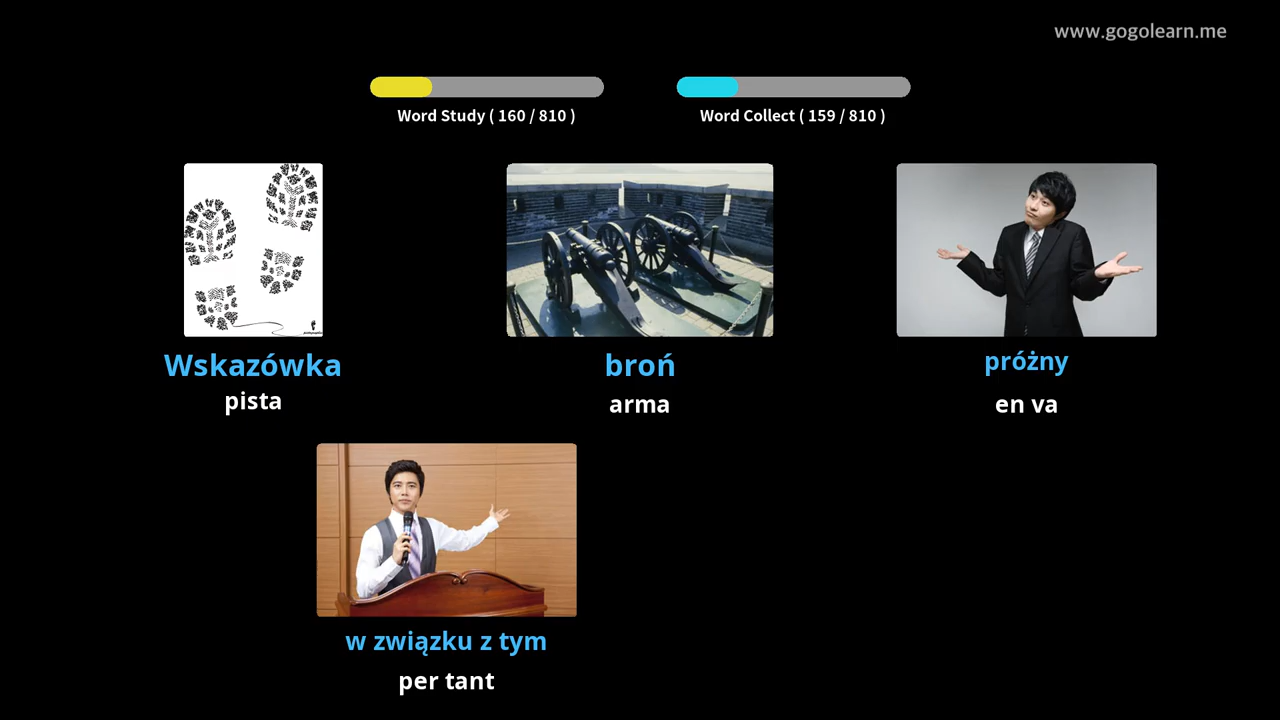 www.gogolearn.me
Word Study ( 160 / 810 )
Word Collect ( 159 / 810 )
Wskazówka
pista
broń
arma
próżny
en va
w związku z tym
per tant